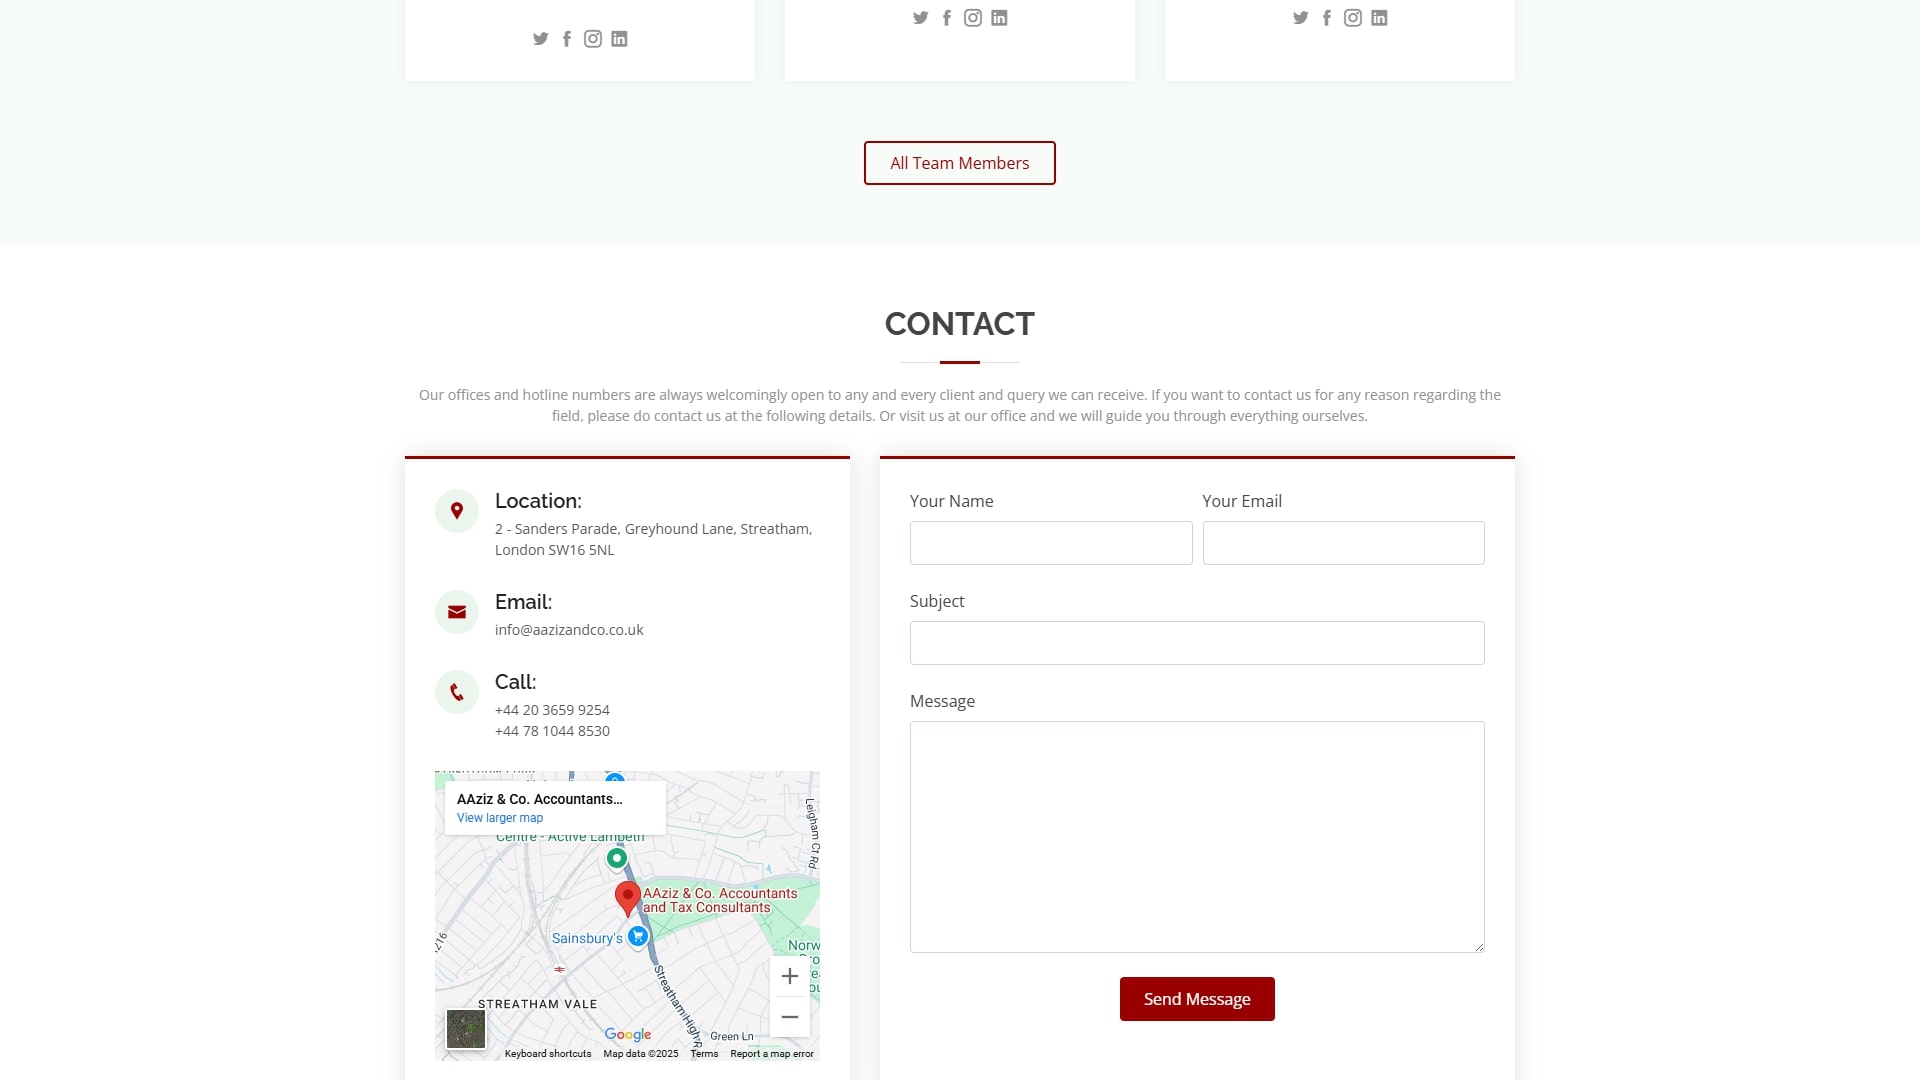 All Team Members
CONTACT
Our offices and hotline numbers are always welcomingly open to any and every client and query we can receive. If you want to contact us for any reason regarding the
field, please do contact us at the following details. Or visit us at our office and we will guide you through everything ourselves.
Location:
2 - Sanders Parade, Greyhound Lane, Streatham,
London SW16 5NL
Email:
info@aazizandco.co.uk
Call:
+44 20 3659 9254
+44 78 1044 8530
AAziz & Co. Accountants...
View larger map
Centre - Active Lambeth
Leigham Ct Rd
AAziz & Co. Accountants
and Tax Consultants
Sainsbury's
STREATHAM VALE
Streatham High R
Green Ln
Google
Keyboard shortcuts
Map data ©2025
Terms
Report a map error
Your Name
Your Email
Subject
Message
Send Message